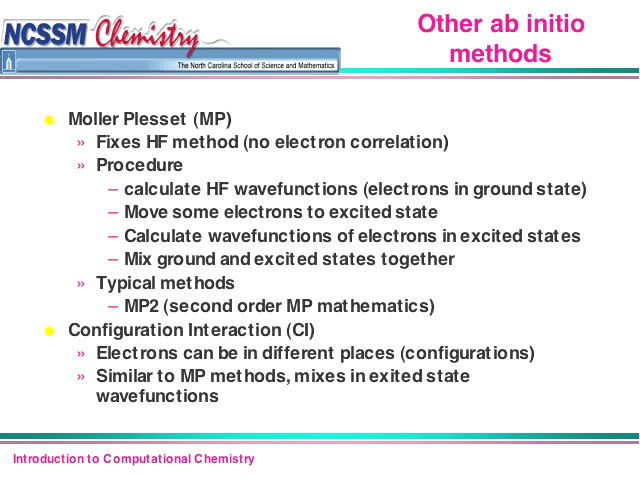 NCSSM Chemistry
The North Carolina School of Science and Mathematics
Other ab initio
methods
Moller Plesset (MP)
» Fixes HF method (no electron correlation)
» Procedure
– calculate HF wavefunctions (electrons in ground state)
– Move some electrons to excited state
– Calculate wavefunctions of electrons in excited states
– Mix ground and excited states together
» Typical methods
– MP2 (second order MP mathematics)
Configuration Interaction (CI)
» Electrons can be in different places (configurations)
» Similar to MP methods, mixes in exited state
wavefunctions
Introduction to Computational Chemistry